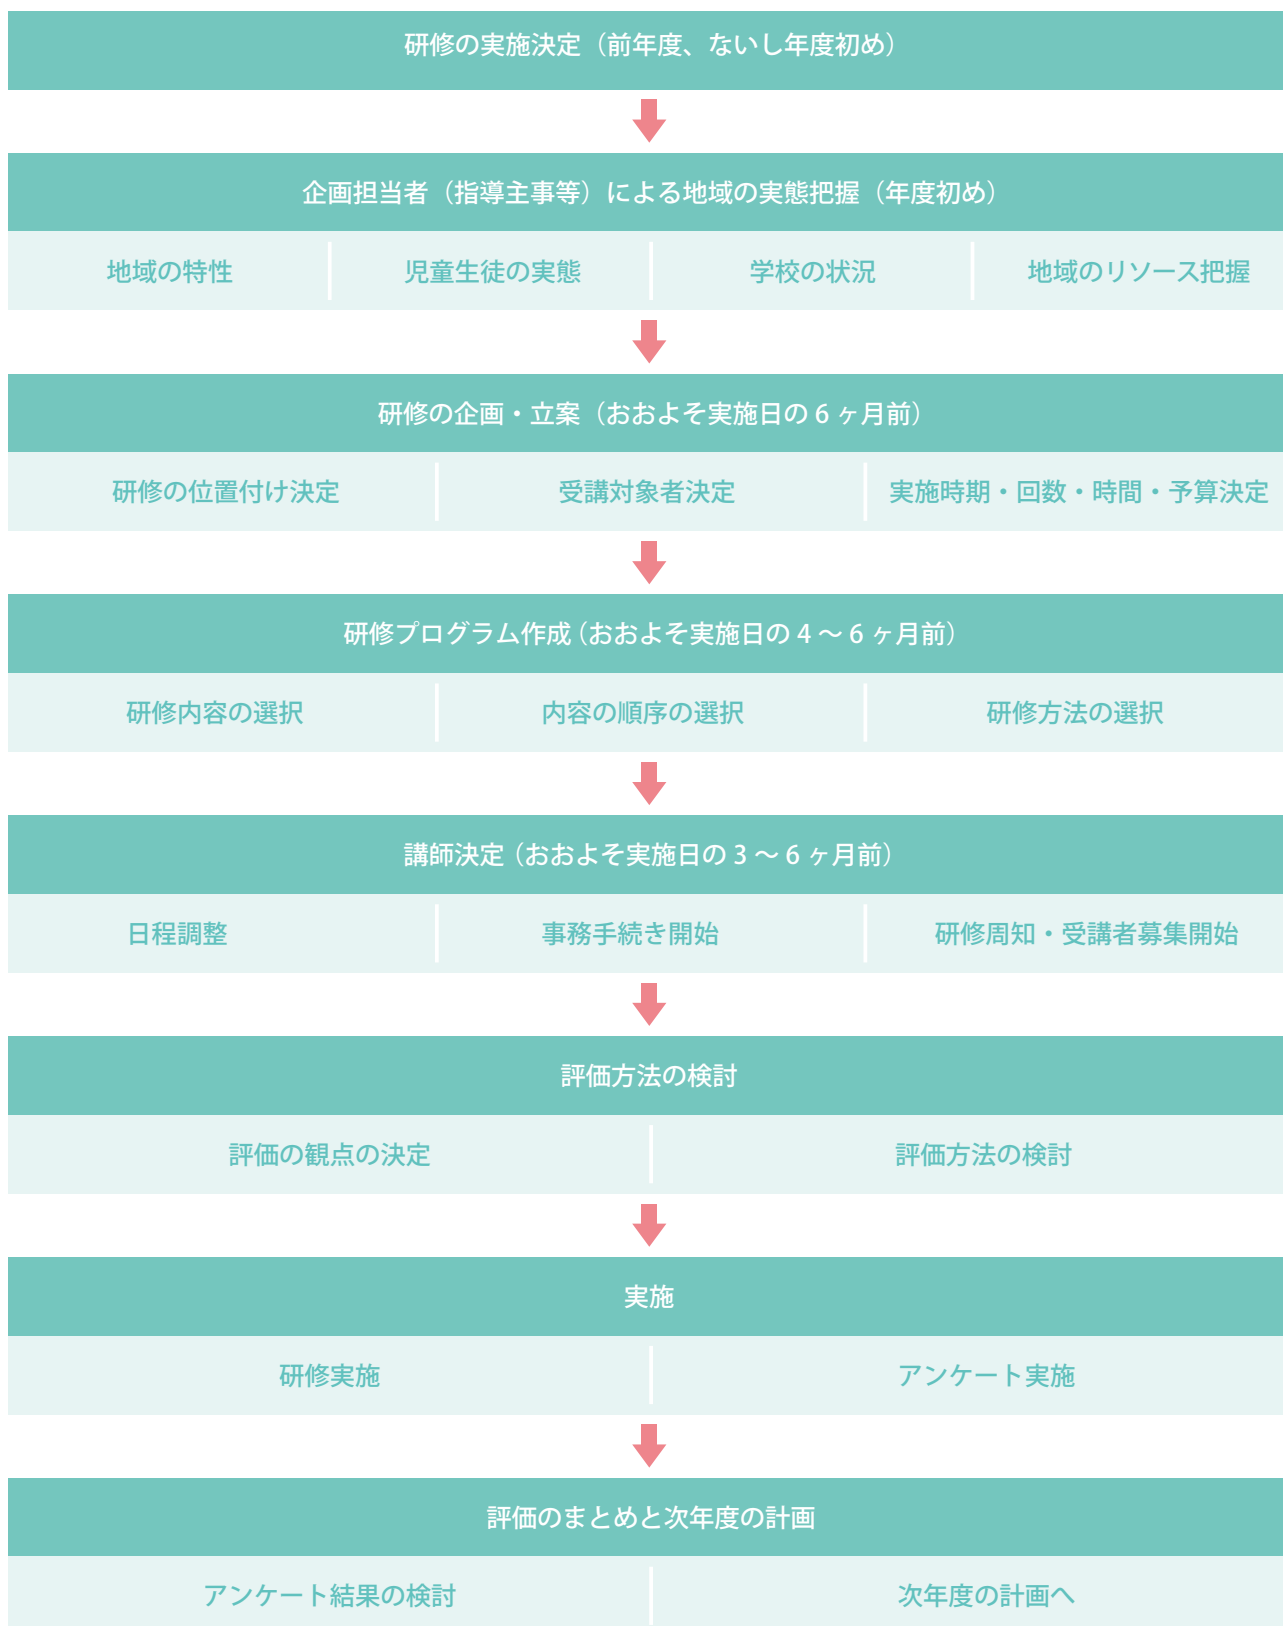 研修の実施決定（前年度、ないし年度初め）
企画担当者（指導主事等）による地域の実態把握（年度初め）
地域の特性
児童生徒の実態
学校の状況
地域のリソース把握
研修の企画・立案（おおよそ実施日の 6 ヶ月前）
研修の位置付け決定
受講対象者決定
実施時期・回数・時間・予算決定
研修プログラム作成（おおよそ実施日の 4 ～ 6 ヶ月前）
研修内容の選択
内容の順序の選択
研修方法の選択
講師決定（おおよそ実施日の 3 ～ 6 ヶ月前）
日程調整
事務手続き開始
研修周知・受講者募集開始
評価方法の検討
評価の観点の決定
評価方法の検討
実施
研修実施
アンケート実施
評価のまとめと次年度の計画
アンケート結果の検討
次年度の計画へ